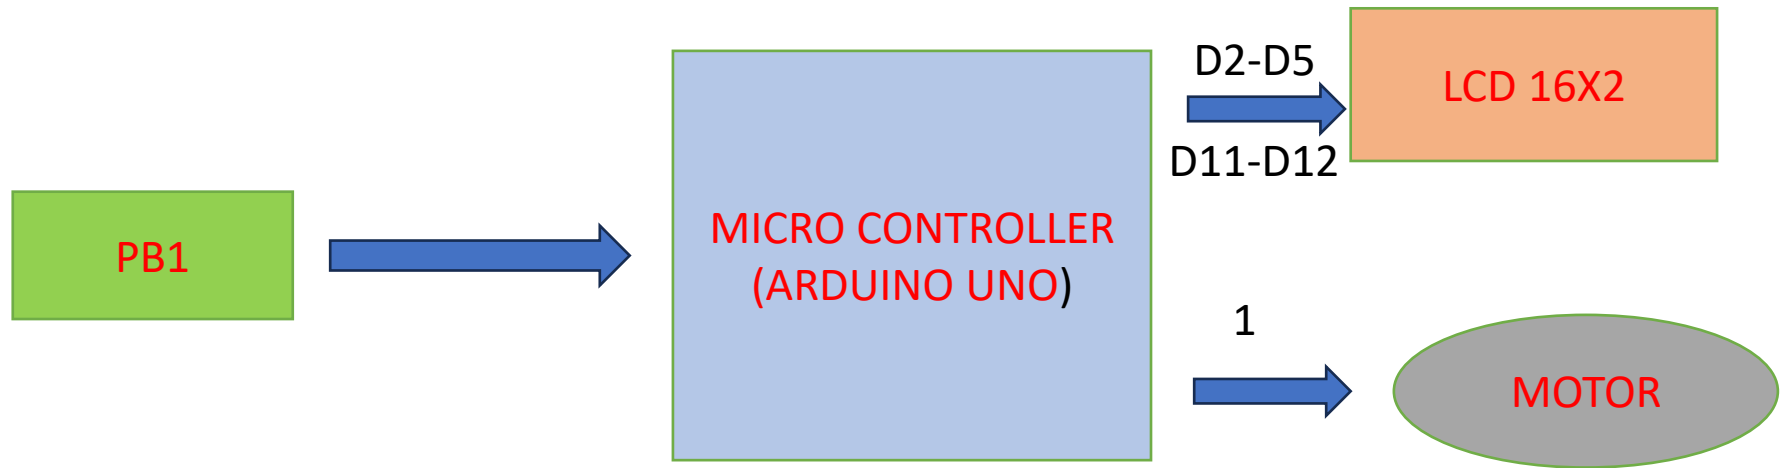 PB1
MICRO CONTROLLER
(ARDUINO UNO)
D2-D5
D11-D12
LCD 16X2
1
MOTOR